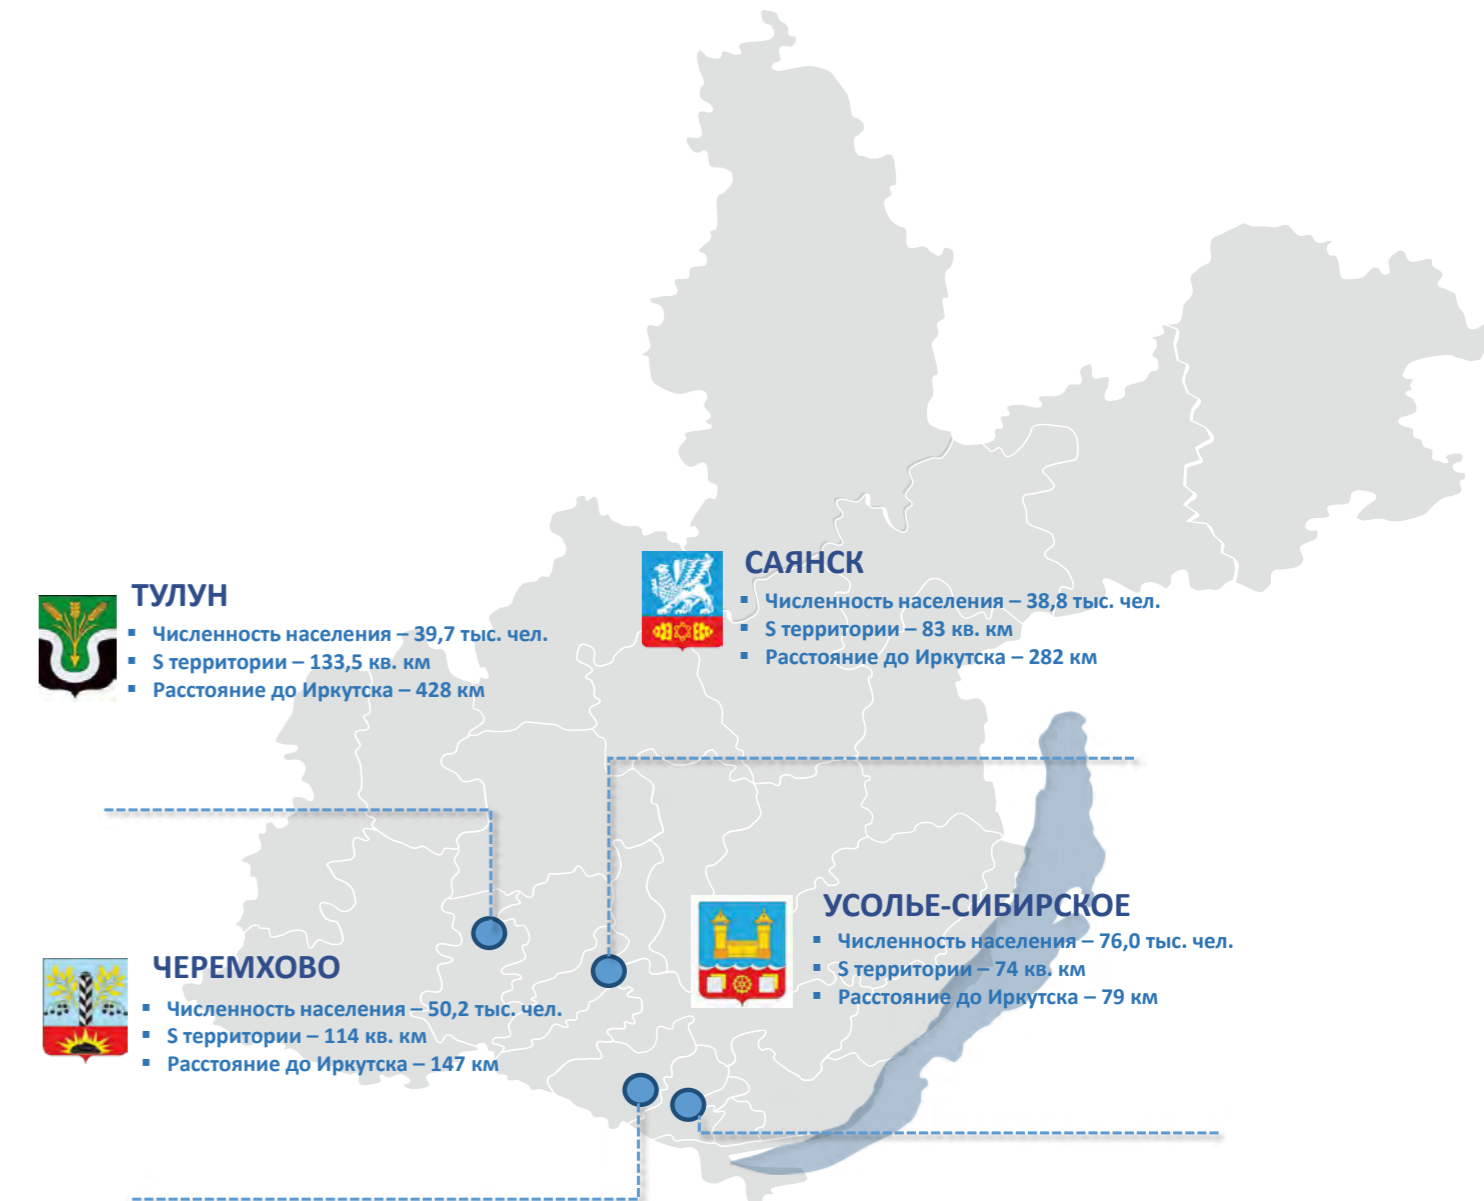 САЯНСК
▪ Численность населения – 38,8 тыс. чел.
▪ S территории – 83 кв. км
▪ Расстояние до Иркутска – 282 км
ТУЛУН
▪ Численность населения – 39,7 тыс. чел.
▪ S территории – 133,5 кв. км
▪ Расстояние до Иркутска – 428 км
УСОЛЬЕ-СИБИРСКОЕ
▪ Численность населения – 76,0 тыс. чел.
▪ S территории – 74 кв. км
▪ Расстояние до Иркутска – 79 км
ЧЕРЕМХОВО
▪ Численность населения – 50,2 тыс. чел.
▪ S территории – 114 кв. км
▪ Расстояние до Иркутска – 147 км